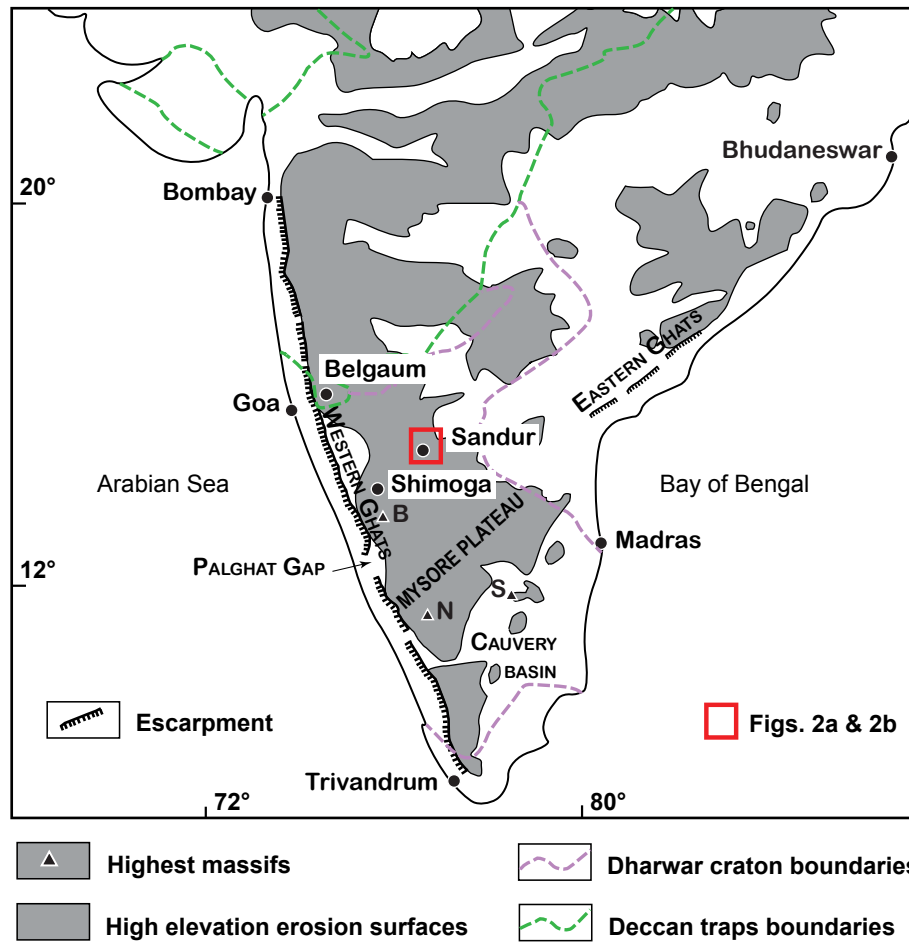 Bhudaneswar
20°
Bombay
EASTERN GHATS
Belgaum
Goa
WESTERN GHATS
Sandur
Arabian Sea
Shimoga
Bay of Bengal
B
MYSORE PLATEAU
Madras
PALGHAT GAP
12°
S
N
CAUVERY
BASIN
Escarpment
Figs. 2a & 2b
Trivandrum
72°
80°
Highest massifs
Dharwar craton boundaries
High elevation erosion surfaces
Deccan traps boundaries